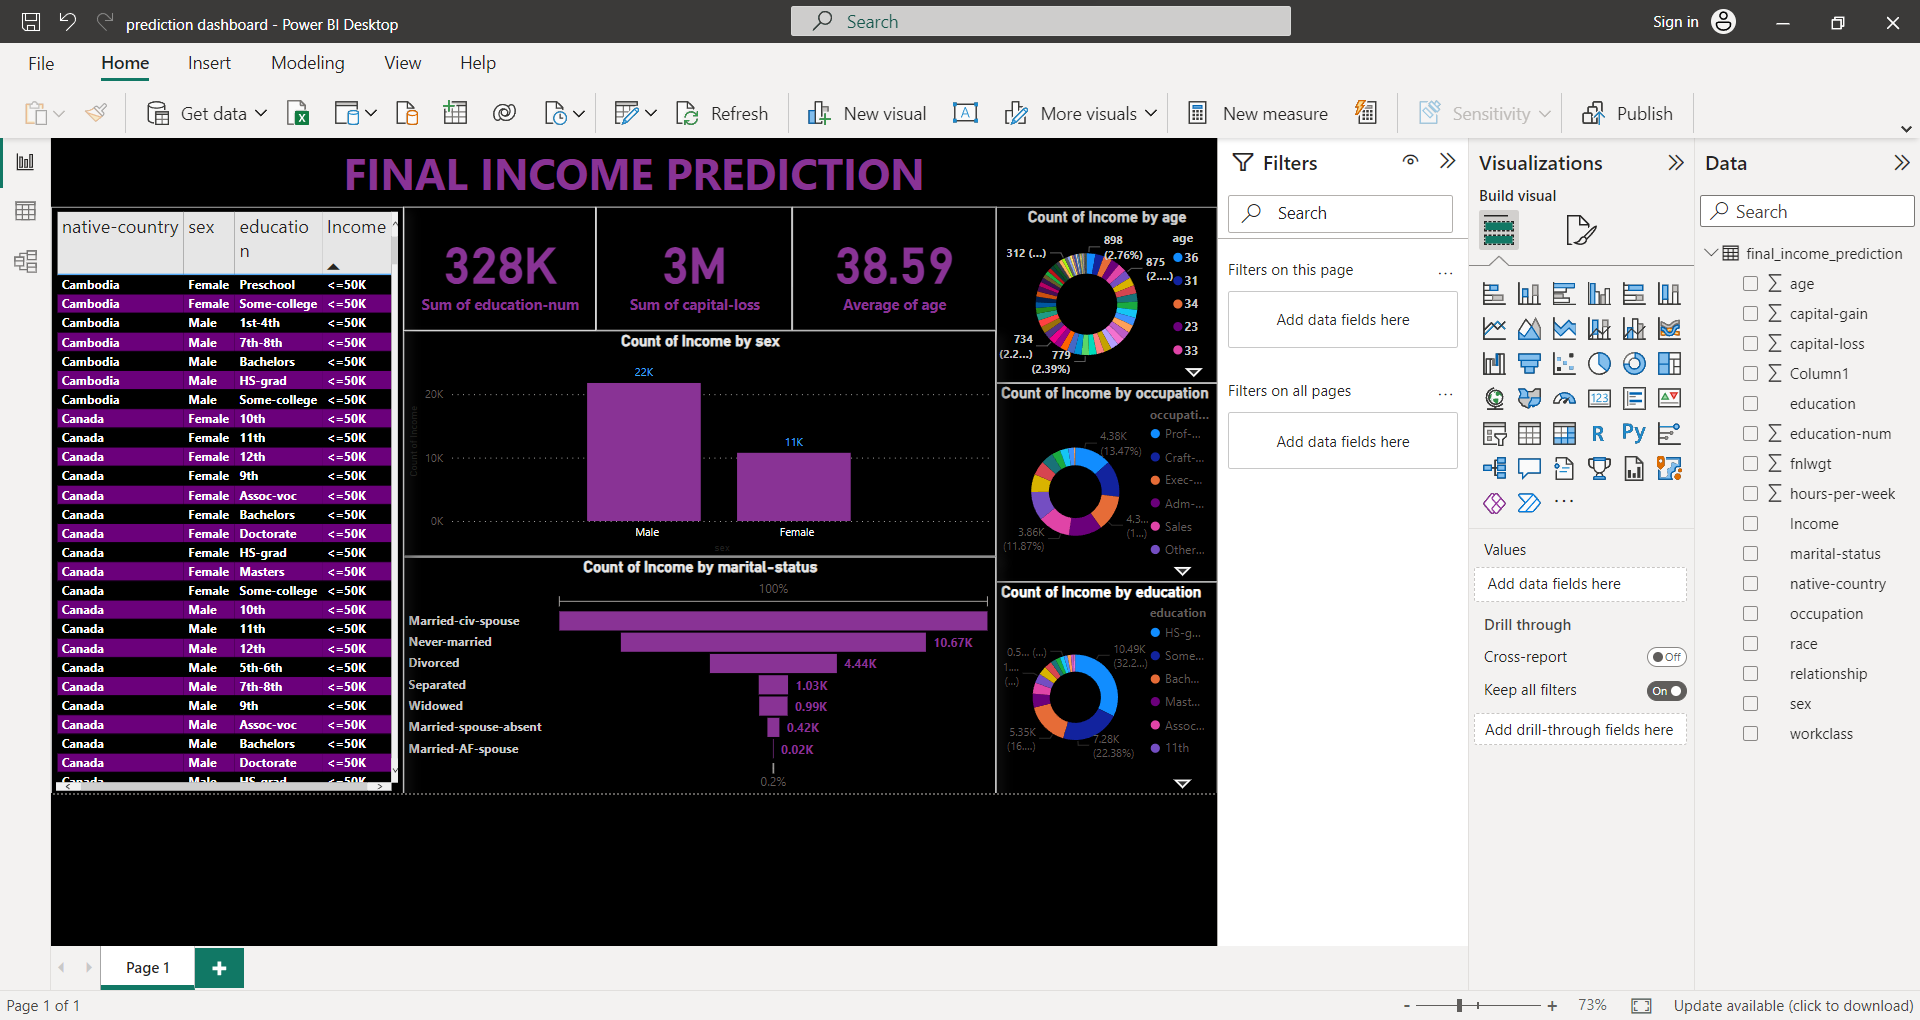 prediction dashboard - Power BI Desktop
Search
Sign in
File
Home
Insert
Modeling
View
Help
Get data
Refresh
New visual
More visuals
New measure
Sensitivity
Publish
FINAL INCOME PREDICTION
native-country sex educatio Income
n
Cambodia Female Preschool <=50K
Cambodia Female Some-college <=50K
Cambodia Male 1st-4th <=50K
Cambodia Male 7th-8th <=50K
Cambodia Male Bachelors <=50K
Cambodia Male HS-grad <=50K
Cambodia Male Some-college <=50K
Canada Female 10th <=50K
Canada Female 11th <=50K
Canada Female 12th <=50K
Canada Female 9th <=50K
Canada Female Assoc-voc <=50K
Canada Female Bachelors <=50K
Canada Female Doctorate <=50K
Canada Female HS-grad <=50K
Canada Female Masters <=50K
Canada Female Some-college <=50K
Canada Male 10th <=50K
Canada Male 11th <=50K
Canada Male 12th <=50K
Canada Male 5th-6th <=50K
Canada Male 7th-8th <=50K
Canada Male 9th <=50K
Canada Male Assoc-voc <=50K
Canada Male Bachelors <=50K
Canada Male Doctorate <=50K
Canada Male HS-grad <=50K
328K
Sum of education-num
3M
Sum of capital-loss
38.59
Average of age
Count of Income by sex
Count of Income
20K
10K
0K
22K
11K
Male
Female
sex
Count of Income by marital-status
100%
Married-civ-spouse
Never-married 10.67K
Divorced 4.44K
Separated 1.03K
Widowed 0.99K
Married-spouse-absent 0.42K
Married-AF-spouse 0.02K
0.2%
Count of Income by age
312 (...)
898
(2.76%)
875
(2....)
734
(2.2...)
779
(2.39%)
age
36
31
34
23
33
Count of Income by occupation
occupati...
Prof-...
Craft-...
Exec-...
Adm-...
Sales
Other...
4.38K
(13.47%)
4.3...
(1...
3.86K
(11.87%)
Count of Income by education
education
HS-g...
Some...
Bach...
Mast...
Assoc...
11th
0.5... (...)
1....
(...)
10.49K
(32.2...)
5.35K
(16....)
7.28K
(22.38%)
Filters
Search
Filters on this page
...
Add data fields here
Filters on all pages
...
Add data fields here
Visualizations
Build visual
123
R
Py
...
Values
Add data fields here
Drill through
Cross-report
Off
Keep all filters
On
Add drill-through fields here
Data
Search
final_income_prediction
age
capital-gain
capital-loss
Column1
education
education-num
fnlwgt
hours-per-week
Income
marital-status
native-country
occupation
race
relationship
sex
workclass
Page 1
Page 1 of 1
- + 73%
Update available (click to download)